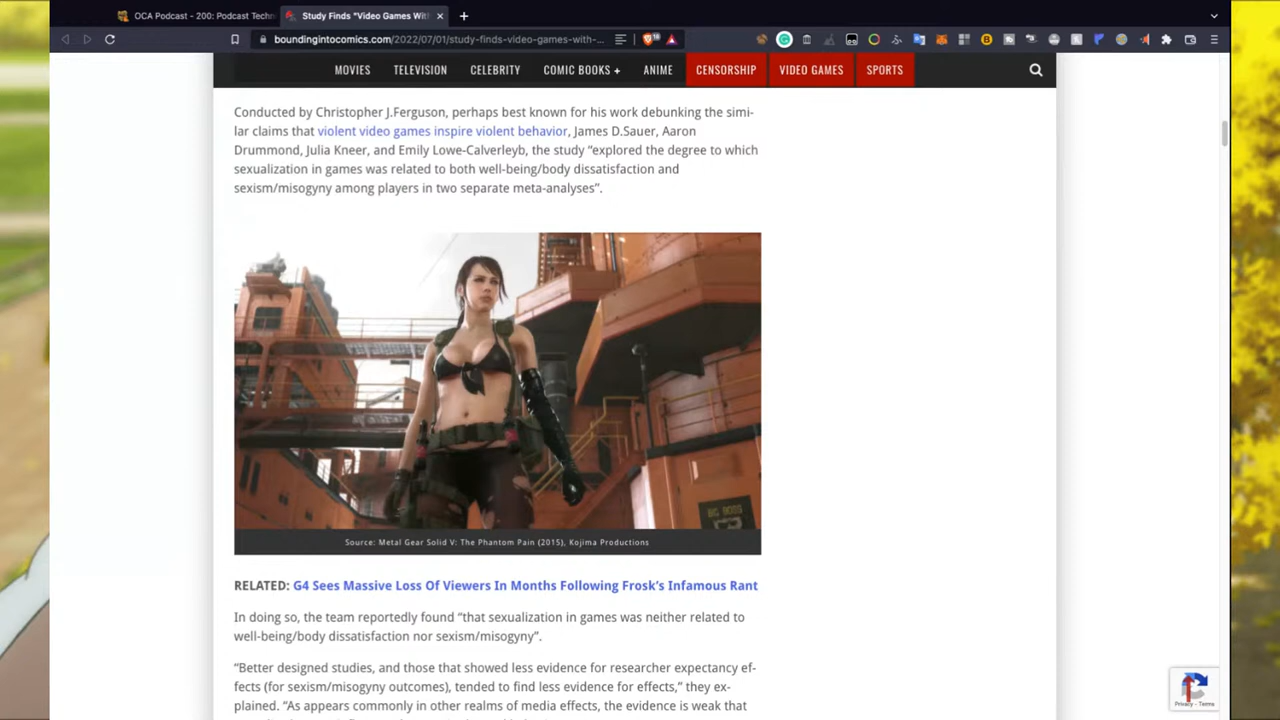 OCA Podcast - 200: Podcast Techn
Study Finds "Video Games With
boundingintocomics.com/2022/07/01/study-finds-video-games-with-...
18
MOVIES TELEVISION CELEBRITY COMIC BOOKS + ANIME CENSORSHIP VIDEO GAMES SPORTS
Conducted by Christopher J.Ferguson, perhaps best known for his work debunking the simi-
lar claims that violent video games inspire violent behavior, James D.Sauer, Aaron
Drummond, Julia Kneer, and Emily Lowe-Calverleyb, the study “explored the degree to which
sexualization in games was related to both well-being/body dissatisfaction and
sexism/misogyny among players in two separate meta-analyses”.
BIG BOSS
Source: Metal Gear Solid V: The Phantom Pain (2015), Kojima Productions
RELATED: G4 Sees Massive Loss Of Viewers In Months Following Frosk’s Infamous Rant
In doing so, the team reportedly found “that sexualization in games was neither related to
well-being/body dissatisfaction nor sexism/misogyny”.
“Better designed studies, and those that showed less evidence for researcher expectancy ef-
fects (for sexism/misogyny outcomes), tended to find less evidence for effects,” they ex-
plained. “As appears commonly in other realms of media effects, the evidence is weak that
Privacy - Terms